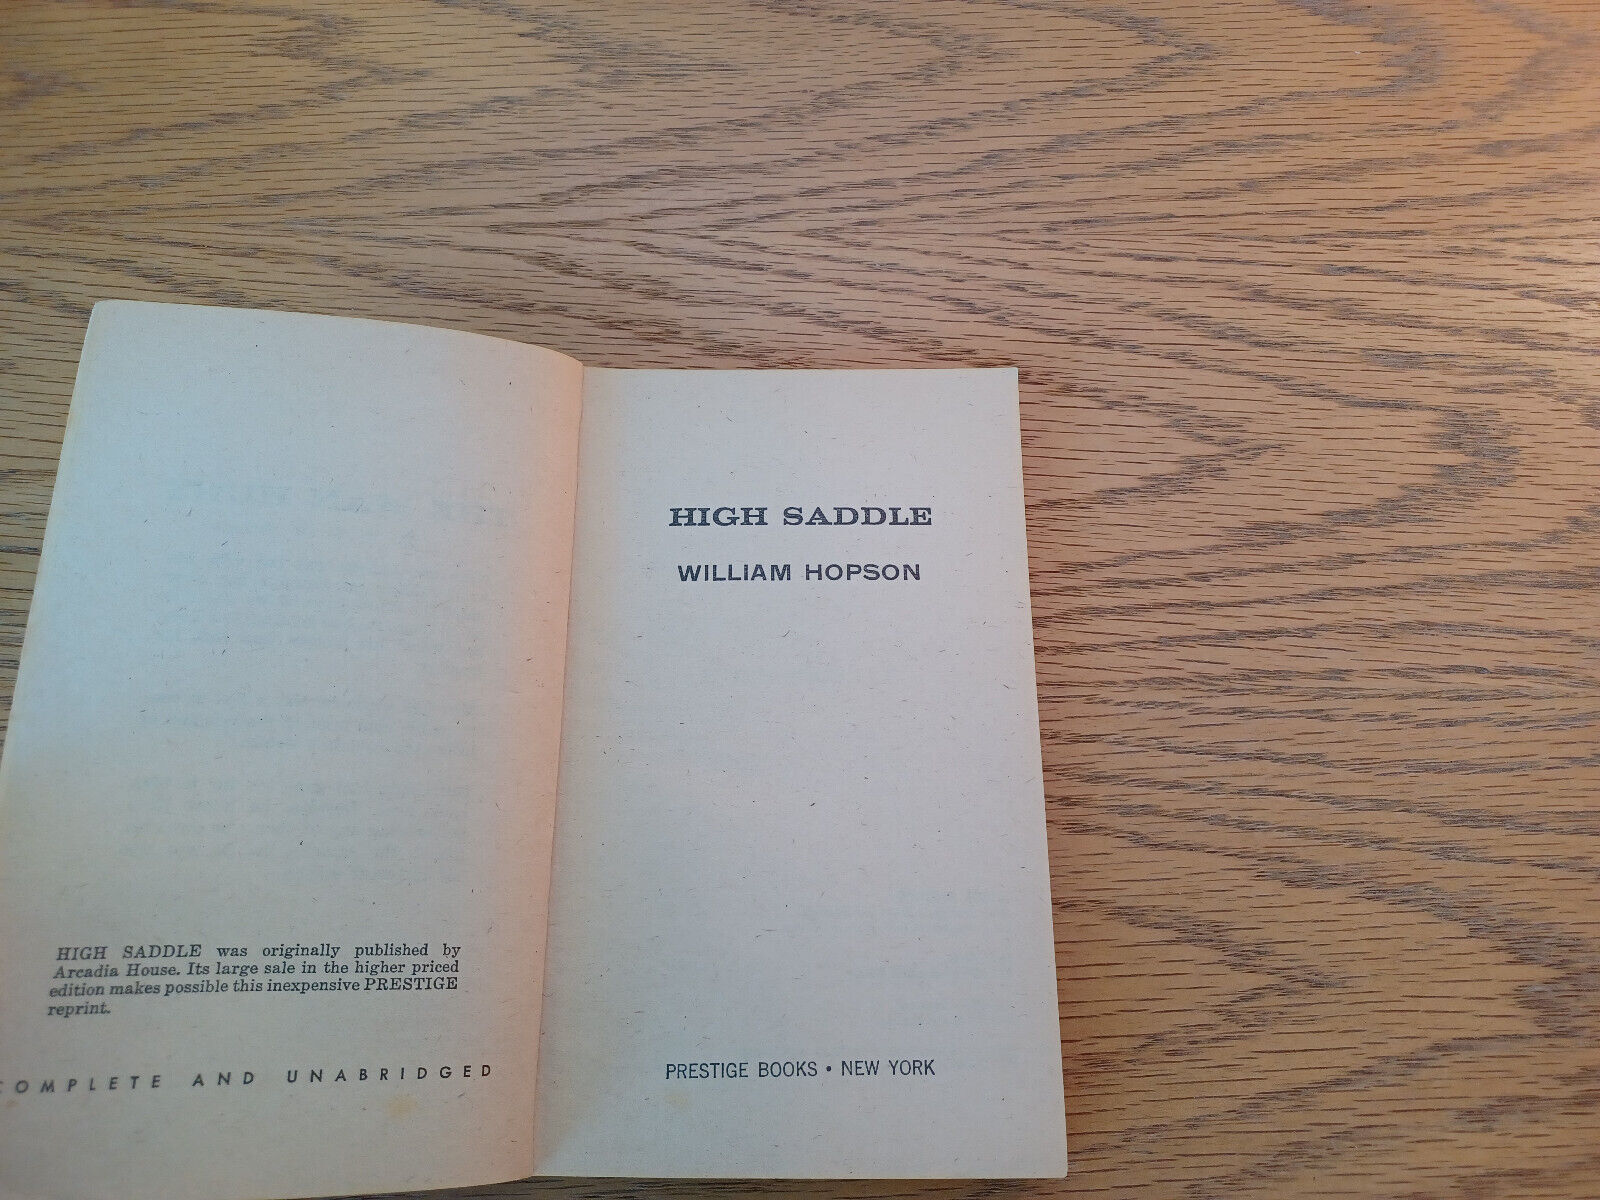 HIGH SADDLE was originally published by
Arcadia House. Its large sale in the higher priced
edition makes possible this inexpensive PRESTIGE
reprint.
COMPLETE AND UNABRIDGED
HIGH SADDLE
WILLIAM HOPSON
PRESTIGE BOOKS • NEW YORK